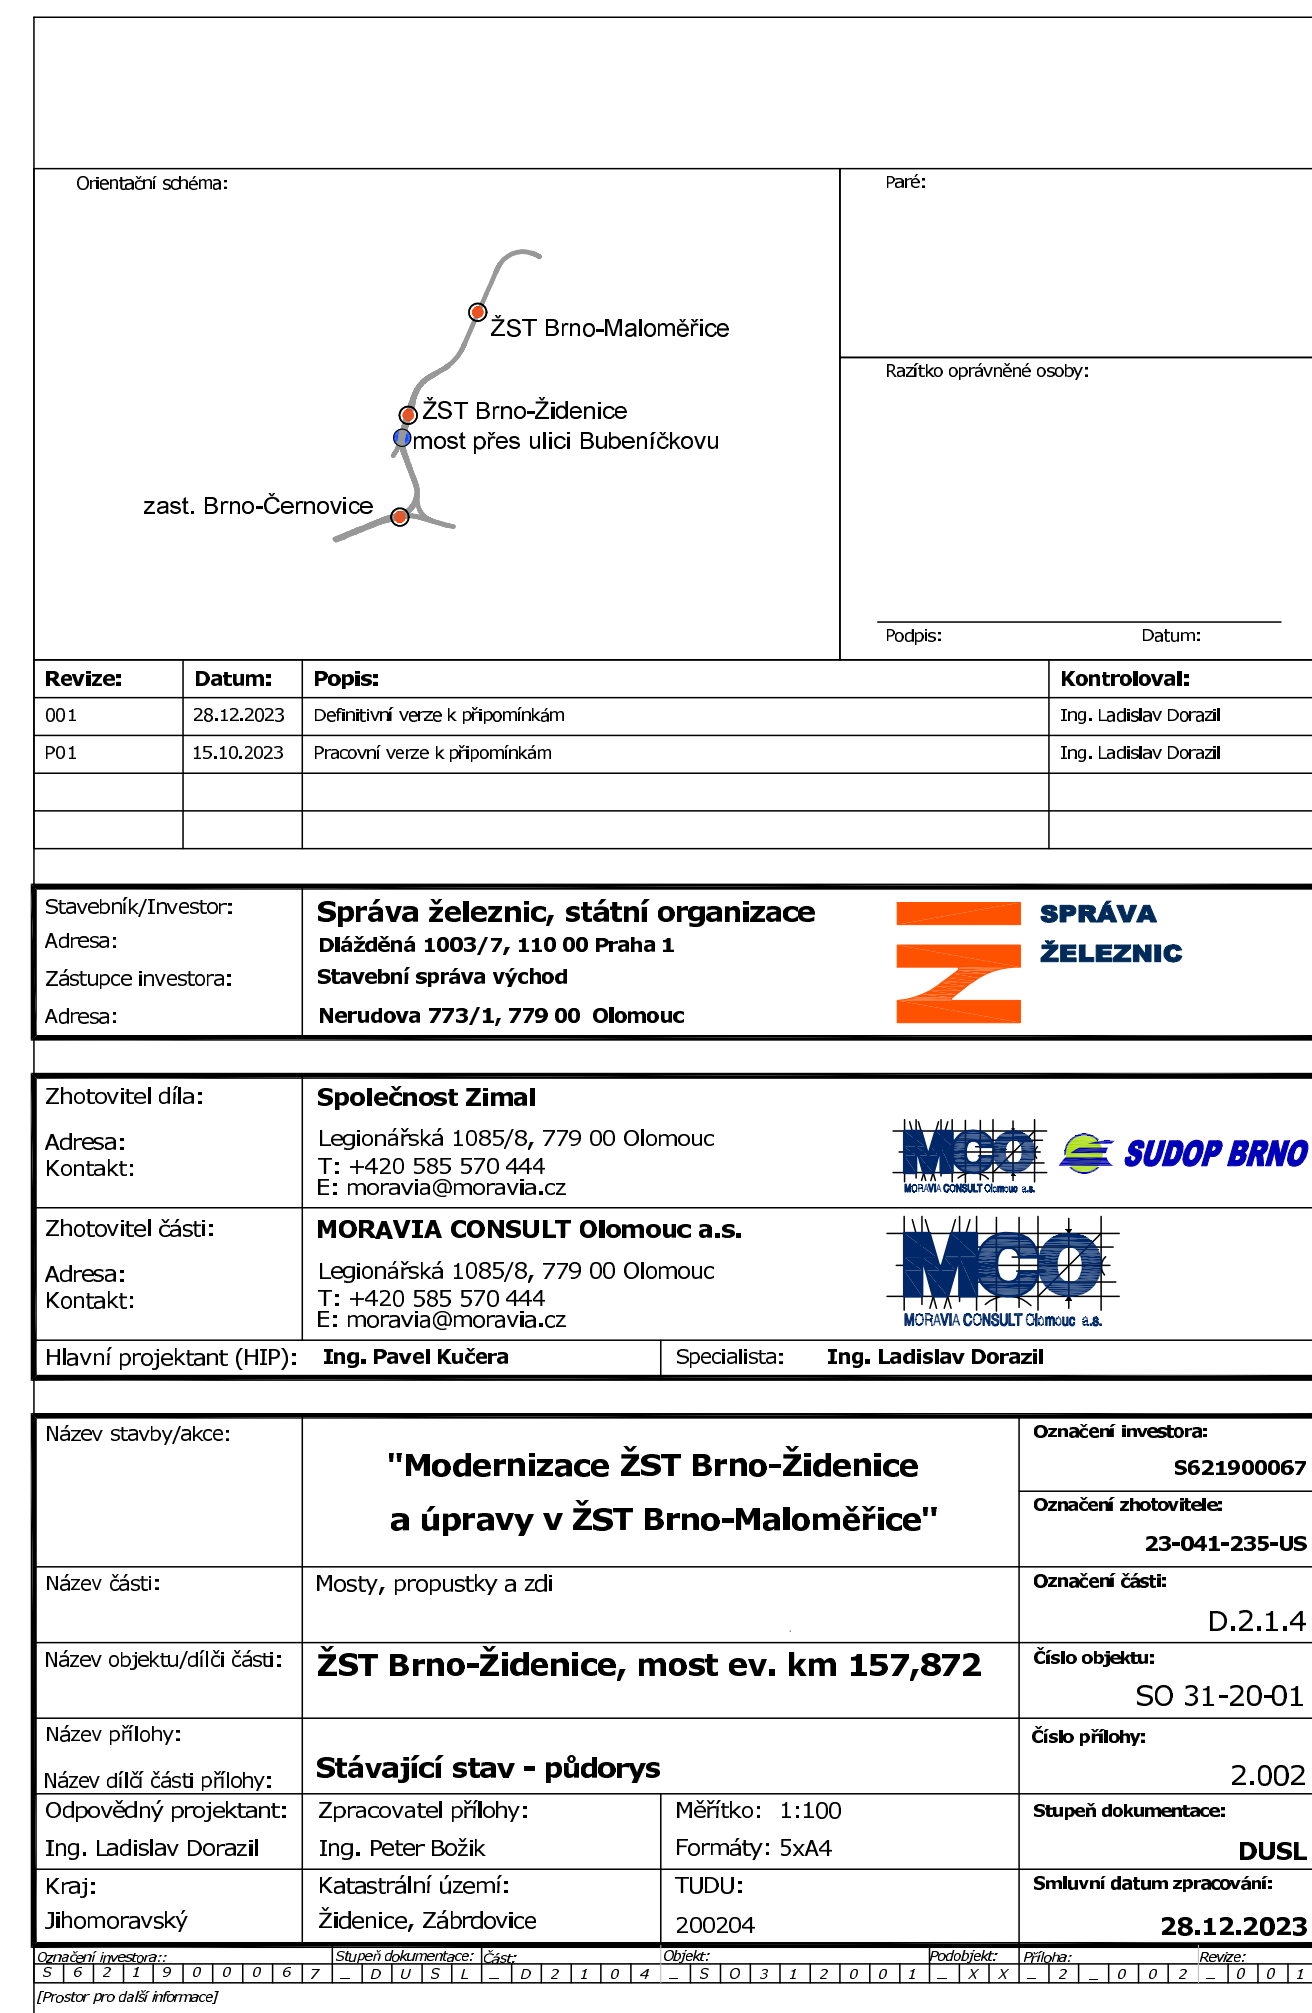 Orientační schéma:
Paré:
ŽST Brno-Maloměřice
ŽST Brno-Židenice
most přes ulici Bubeníčkovu
zast. Brno-Černovice
Razítko oprávněné osoby:
Podpis: Datum:
Revize: Datum: Popis: Kontroloval:
001 28.12.2023 Definitivní verze k připomínkám Ing. Ladislav Dorazil
P01 15.10.2023 Pracovní verze k připomínkám Ing. Ladislav Dorazil
Stavebník/Investor: Správa železnic, státní organizace
Adresa: Dlážděná 1003/7, 110 00 Praha 1
Zástupce investora: Stavební správa východ
Adresa: Nerudova 773/1, 779 00 Olomouc
SPRÁVA
ŽELEZNIC
Zhotovitel díla: Společnost Zimal
Adresa: Legionářská 1085/8, 779 00 Olomouc
Kontakt: T: +420 585 570 444
E: moravia@moravia.cz
MCO
MORAVIA CONSULT Olomouc a.s.
SUDOP BRNO
Zhotovitel části: MORAVIA CONSULT Olomouc a.s.
Adresa: Legionářská 1085/8, 779 00 Olomouc
Kontakt: T: +420 585 570 444
E: moravia@moravia.cz
MCO
MORAVIA CONSULT Olomouc a.s.
Hlavní projektant (HIP): Ing. Pavel Kučera Specialista: Ing. Ladislav Dorazil
Název stavby/akce:
"Modernizace ŽST Brno-Židenice
a úpravy v ŽST Brno-Maloměřice"
Označení investora:
S621900067
Označení zhotovitele:
23-041-235-US
Název části: Mosty, propustky a zdi
Označení části:
D.2.1.4
Název objektu/dílči části: ŽST Brno-Židenice, most ev. km 157,872
Číslo objektu:
SO 31-20-01
Název přílohy:
Číslo přílohy:
Název dílčí části přílohy: Stávající stav - půdorys
2.002
Odpovědný projektant: Zpracovatel přílohy: Měřítko: 1:100 Stupeň dokumentace:
Ing. Ladislav Dorazil Ing. Peter Božik Formáty: 5xA4 DUSL
Kraj: Katastrální území: TUDU: Smluvní datum zpracování:
Jihomoravský Židenice, Zábrdovice 200204 28.12.2023
Označení investora:: Stupeň dokumentace: Část: Objekt: Podobjekt: Příloha: Revize:
S 6 2 1 9 0 0 0 6 7 _ D U S L _ D 2 1 0 4 _ S O 3 1 2 0 0 1 _ X X _ 2 _ 0 0 2 _ 0 0 1
[Prostor pro další informace]